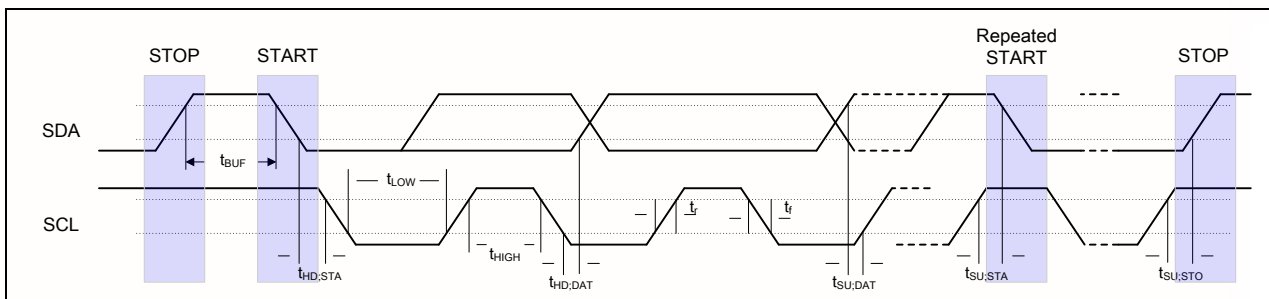 STOP
START
Repeated
START
STOP
SDA
tBUF
tLOW
SCL
tr
tf
tHIGH
tHD;STA
tHD;DAT
tSU;DAT
tSU;STA
tSU;STO